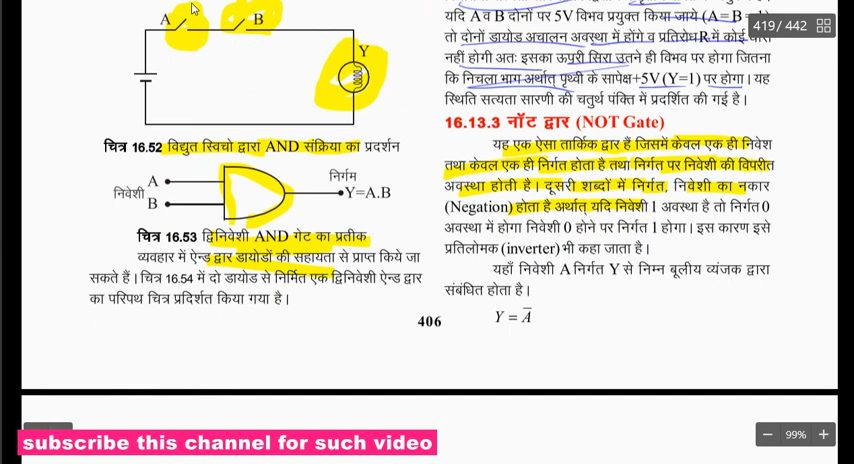 A
B
Y
चित्र 16.52 विद्युत स्विचो द्वारा AND संक्रिया का प्रदर्शन
निवेशी
A
B
निर्गम
Y=A.B
चित्र 16.53 द्विनिवेशी AND गेट का प्रतीक
व्यवहार में ऐन्ड द्वार डायोडों की सहायता से प्राप्त किये जा
सकते हैं। चित्र 16.54 में दो डायोड से निर्मित एक द्विनिवेशी ऐन्ड द्वार
का परिपथ चित्र प्रदिर्शत किया गया है।
यदि A व B दोनों पर 5V विभव प्रयुक्त किया जाये (A=B
तो दोनों डायोड अचालन अवस्था में होंगे व प्रतिरोध R में कोई
नहीं होगी अतः इसका ऊपरी सिरा उतने ही विभव पर होगा जितना
कि निचला भाग अर्थात् पृथ्वी के सापेक्ष+5V (Y=1) पर होगा। यह
स्थिति सत्यता सारणी की चतुर्थ पंक्ति में प्रदर्शित की गई है।
16.13.3 नॉट द्वार (NOT Gate)
यह एक ऐसा तार्किक द्वार हैं जिसमें केवल एक ही निवेश
तथा केवल एक ही निर्गत होता है तथा निर्गत पर निवेशी की विपरीत
अवस्था होती है। दूसरी शब्दों में निर्गत, निवेशी का नकार
(Negation) होता है अर्थात् यदि निवेशी 1 अवस्था है तो निर्गत 0
अवस्था में होगा निवेशी 0 होने पर निर्गत 1 होगा। इस कारण इसे
प्रतिलोमक (inverter) भी कहा जाता है।
यहाँ निवेशी A निर्गत Y से निम्न बूलीय व्यंजक द्वारा
संबंधित होता है।
Y = A̅
406
419 / 442
99%
subscribe this channel for such video